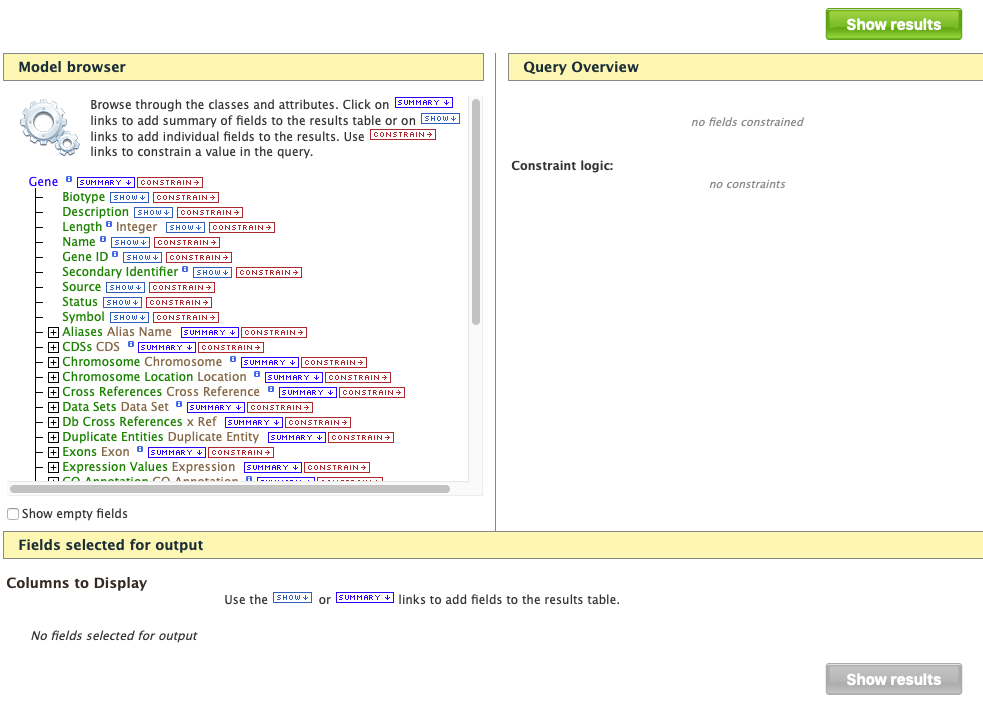 Show results
Model browser
Query Overview
Browse through the classes and attributes. Click on SUMMARY ↓
links to add summary of fields to the results table or on SHOW ↓
links to add individual fields to the results. Use CONSTRAIN →
links to constrain a value in the query.
no fields constrained
Constraint logic:
no constraints
Gene i SUMMARY ↓ CONSTRAIN →
Biotype SHOW ↓ CONSTRAIN →
Description SHOW ↓ CONSTRAIN →
Length i Integer SHOW ↓ CONSTRAIN →
Name i SHOW ↓ CONSTRAIN →
Gene ID i SHOW ↓ CONSTRAIN →
Secondary Identifier i SHOW ↓ CONSTRAIN →
Source SHOW ↓ CONSTRAIN →
Status SHOW ↓ CONSTRAIN →
Symbol SHOW ↓ CONSTRAIN →
+ Aliases Alias Name SUMMARY ↓ CONSTRAIN →
+ CDSs CDS i SUMMARY ↓ CONSTRAIN →
+ Chromosome Chromosome i SUMMARY ↓ CONSTRAIN →
+ Chromosome Location Location i SUMMARY ↓ CONSTRAIN →
+ Cross References Cross Reference i SUMMARY ↓ CONSTRAIN →
+ Data Sets Data Set i SUMMARY ↓ CONSTRAIN →
+ Db Cross References x Ref SUMMARY ↓ CONSTRAIN →
+ Duplicate Entities Duplicate Entity SUMMARY ↓ CONSTRAIN →
+ Exons Exon i SUMMARY ↓ CONSTRAIN →
+ Expression Values Expression SUMMARY ↓ CONSTRAIN →
+ GO Annotation GO Annotation i SUMMARY ↓ CONSTRAIN →
Show empty fields
Fields selected for output
Columns to Display
Use the SHOW ↓ or SUMMARY ↓ links to add fields to the results table.
No fields selected for output
Show results